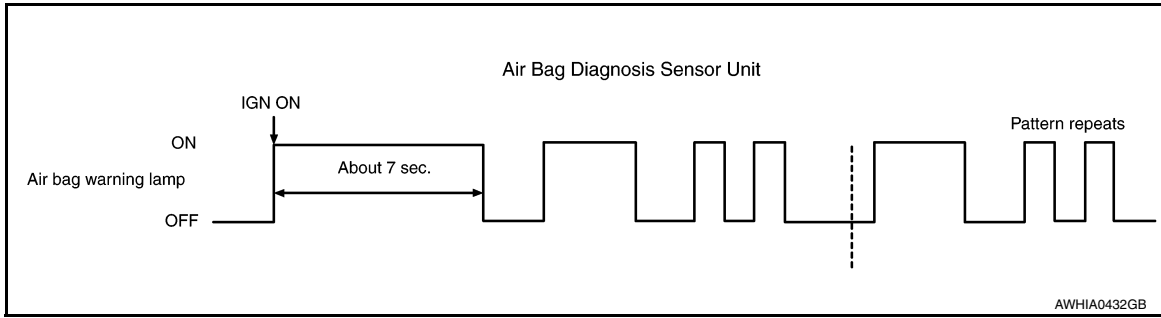 Air Bag Diagnosis Sensor Unit
IGN ON
Pattern repeats
ON
About 7 sec.
Air bag warning lamp
OFF
AWHIA0432GB